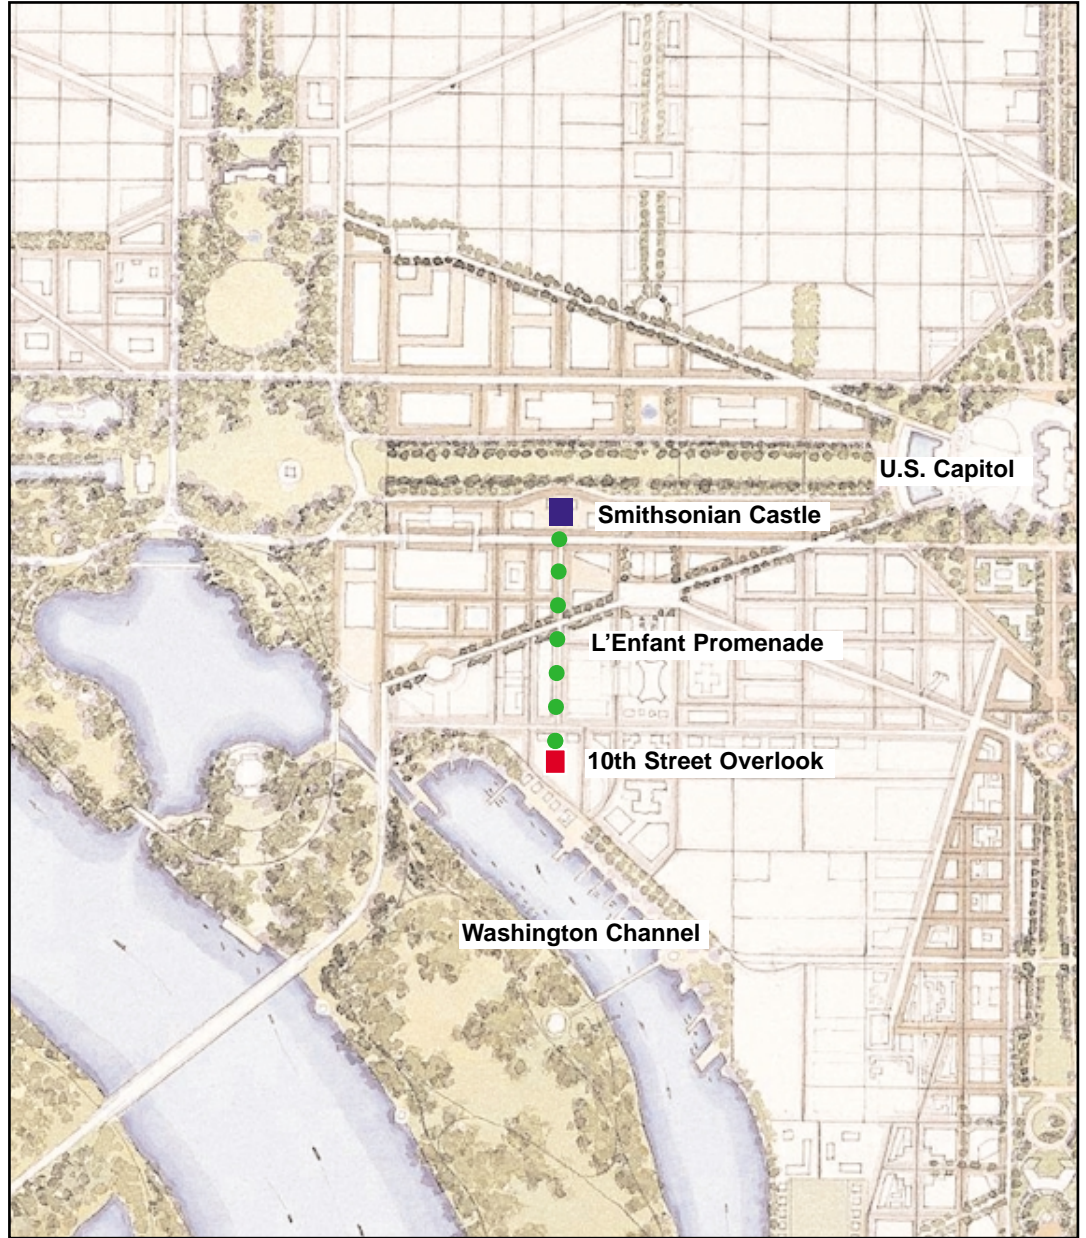 U.S. Capitol
Smithsonian Castle
L’Enfant Promenade
10th Street Overlook
Washington Channel